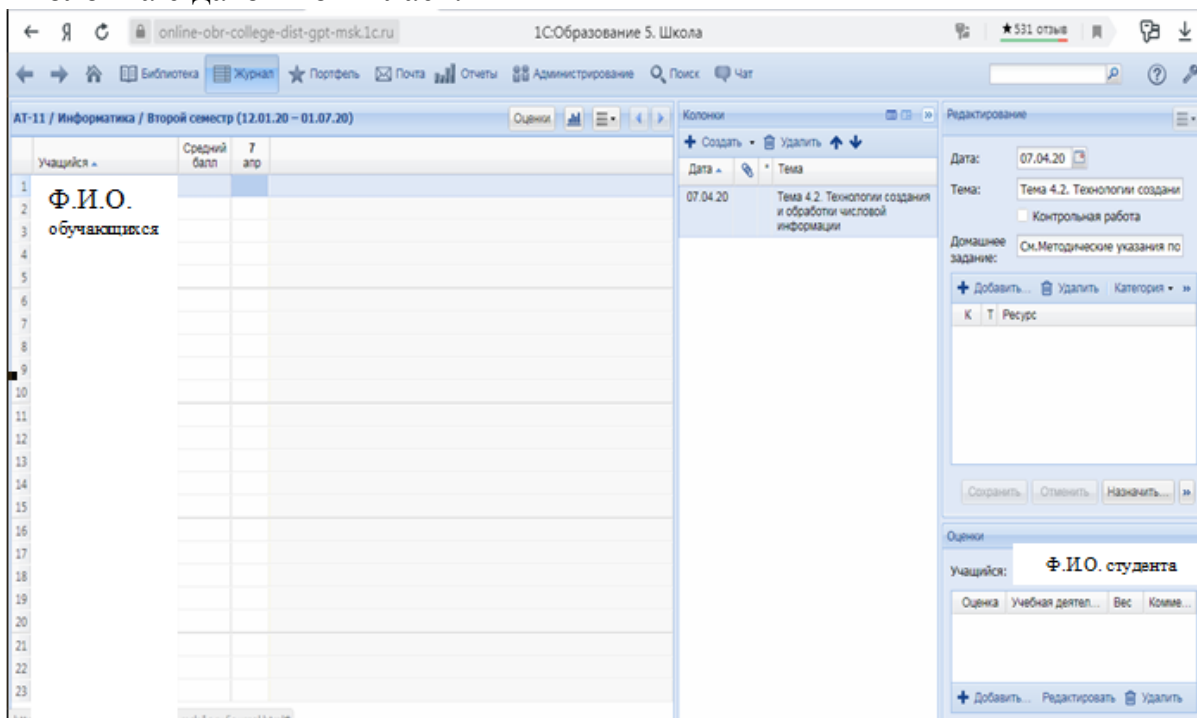 online-obr-college-dist-gpt-msk.1c.ru 1С:Образование 5. Школа ★531 отзыв
Библиотека Журнал Портфель Почта Отчеты Администрирование Поиск Чат
АТ-11 / Информатика / Второй семестр (12.01.20 – 01.07.20) Оценки
Учащийся Средний балл 7 апр
Ф.И.О.
обучающихся
1
2
3
4
5
6
7
8
9
10
11
12
13
14
15
16
17
18
19
20
21
22
23
Колонки
Создать Удалить
Дата * Тема
07.04.20 Тема 4.2. Технологии создания
и обработки числовой
информации
Редактирование
Дата: 07.04.20
Тема: Тема 4.2. Технологии создани
Контрольная работа
Домашнее задание: См.Методические указания по
Добавить... Удалить Категория »
К Т Ресурс
Сохранить Отменить Назначить... »
Оценки
Учащийся: Ф.И.О. студента
Оценка Учебная деятел... Вес Комме...
Добавить... Редактировать Удалить